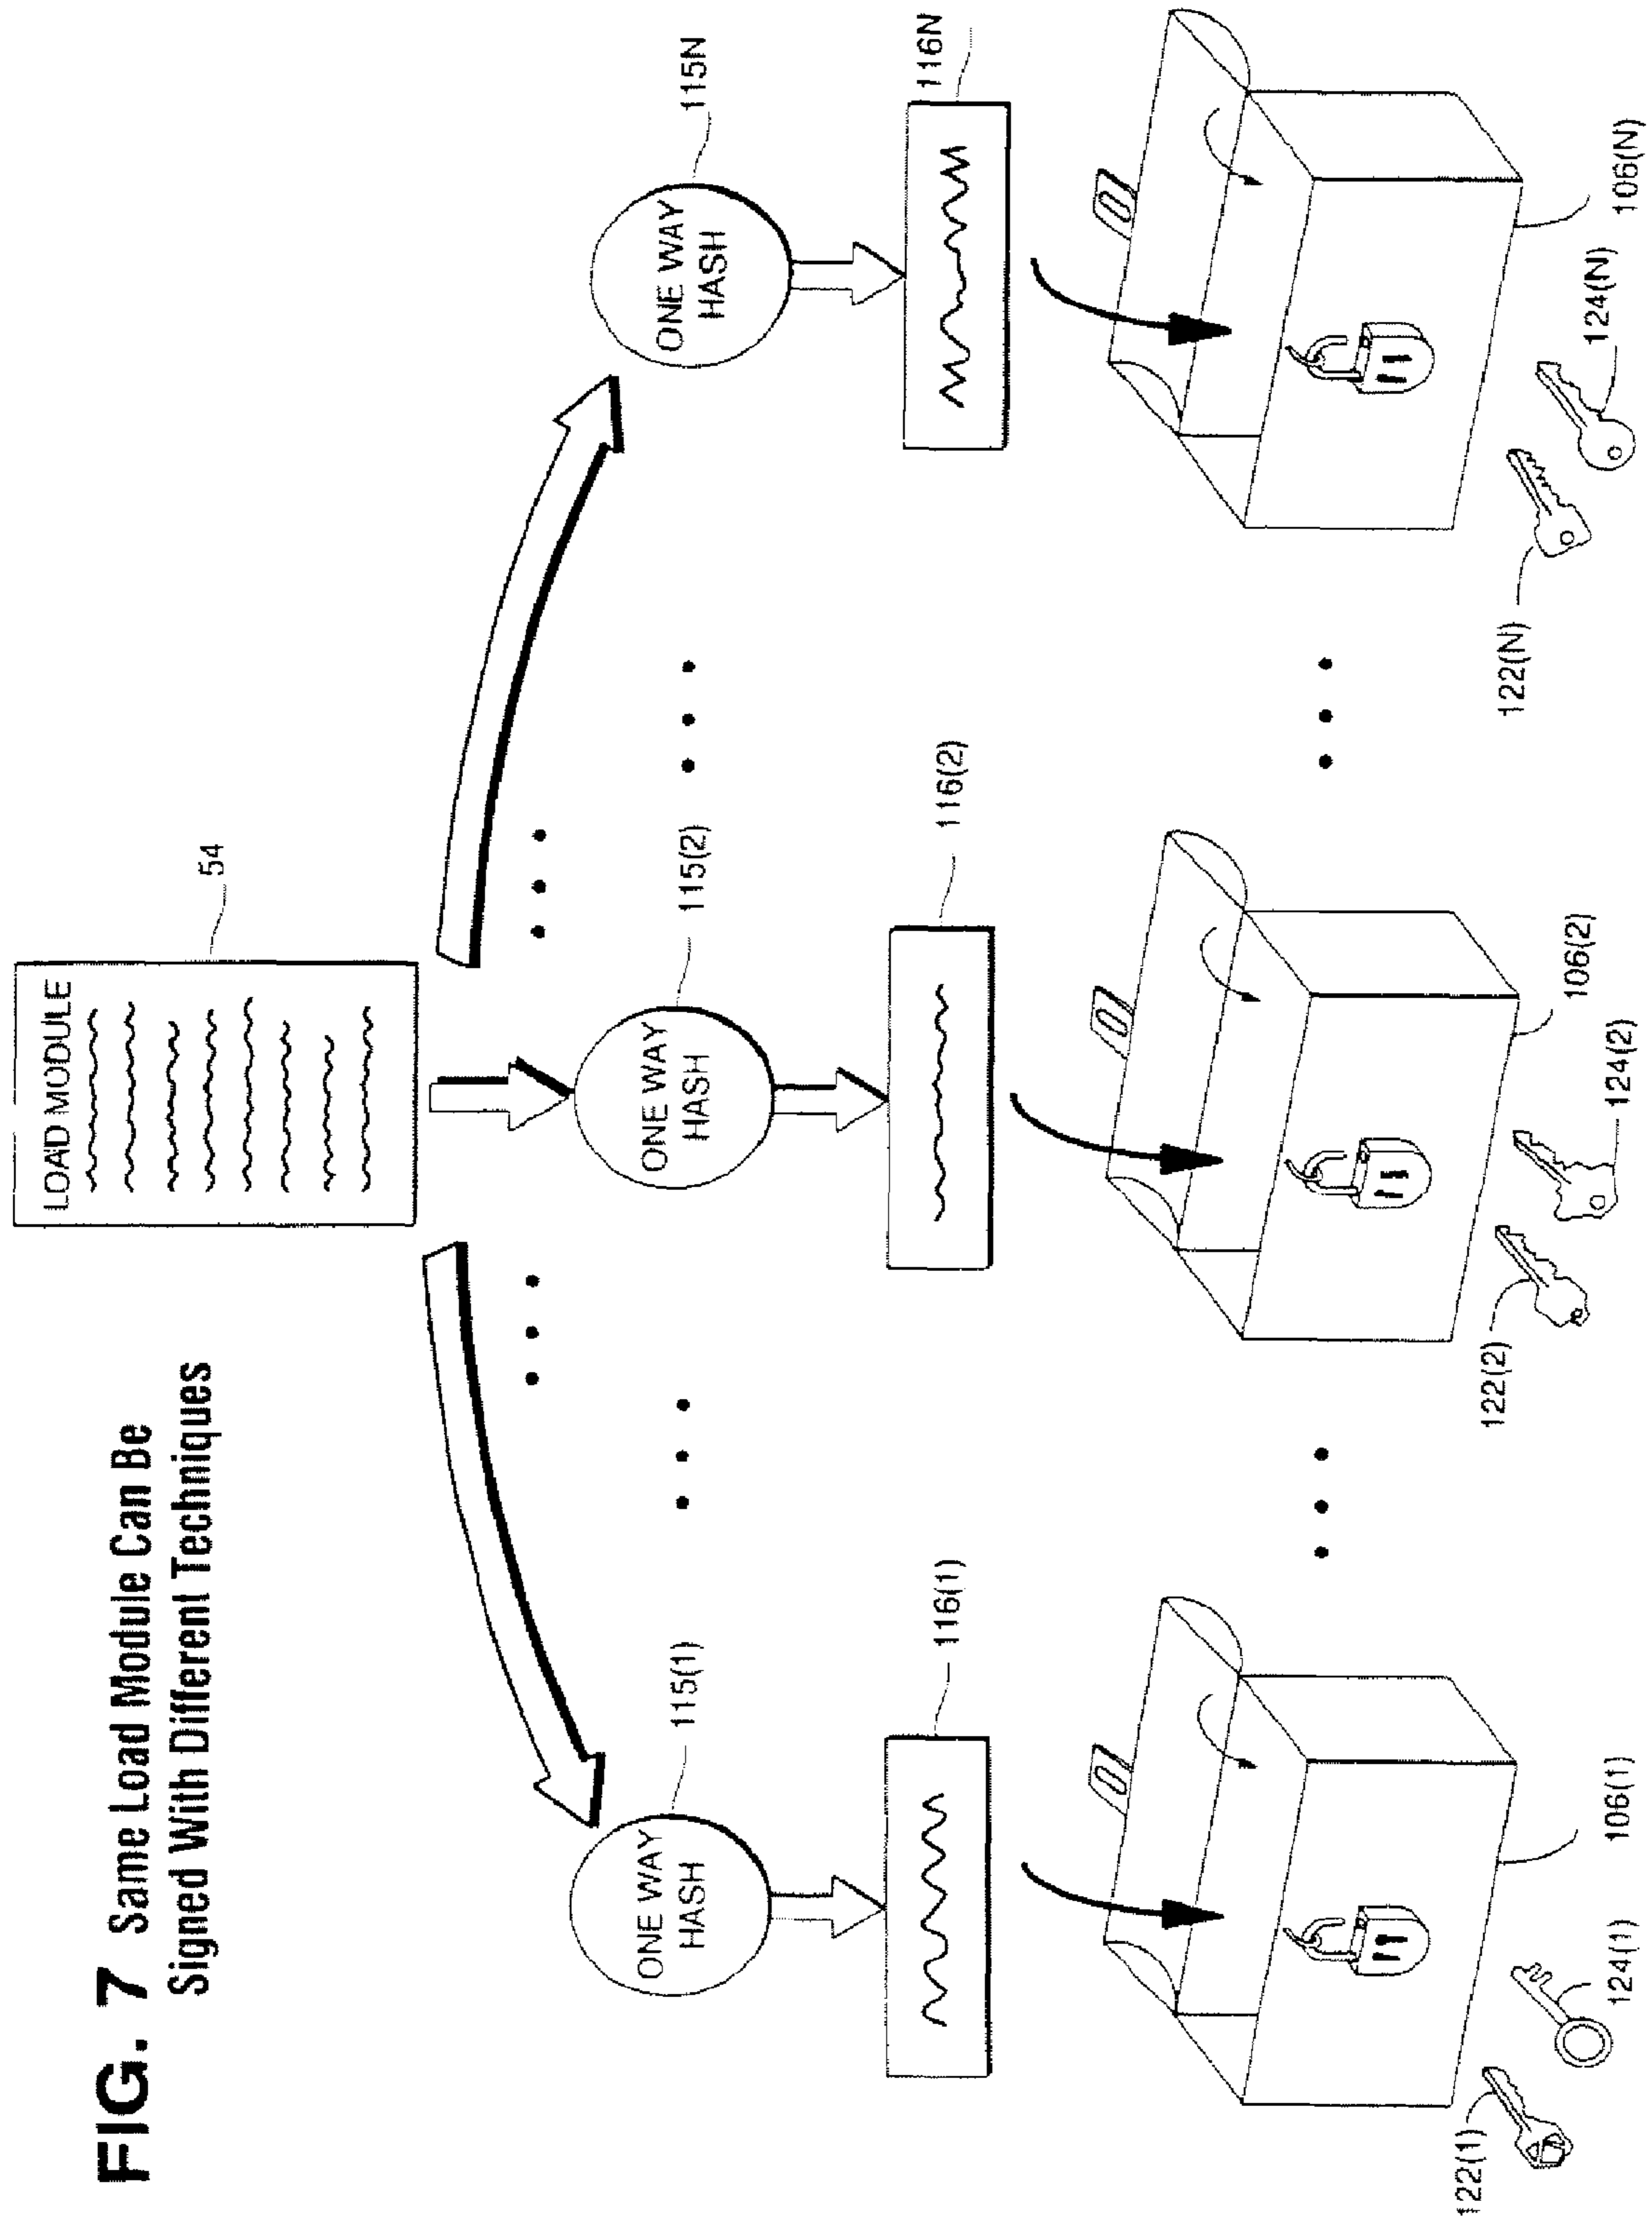 FIG. 7 Same Load Module Can Be
Signed With Different Techniques
LOAD MODULE
54
ONE WAY
HASH
115(1)
ONE WAY
HASH
115(2)
ONE WAY
HASH
115N
116(1)
116(2)
116N
122(1)
124(1)
106(1)
122(2)
124(2)
106(2)
122(N)
124(N)
106(N)